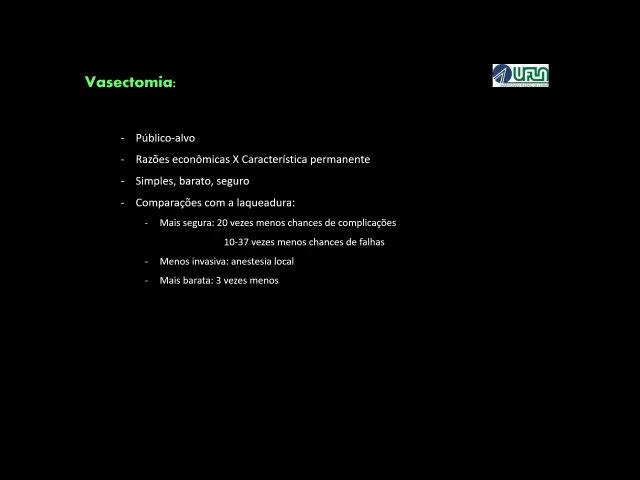 Vasectomia:
UFLA
- Público-alvo
- Razões econômicas X Característica permanente
- Simples, barato, seguro
- Comparações com a laqueadura:
- Mais segura: 20 vezes menos chances de complicações
10-37 vezes menos chances de falhas
- Menos invasiva: anestesia local
- Mais barata: 3 vezes menos